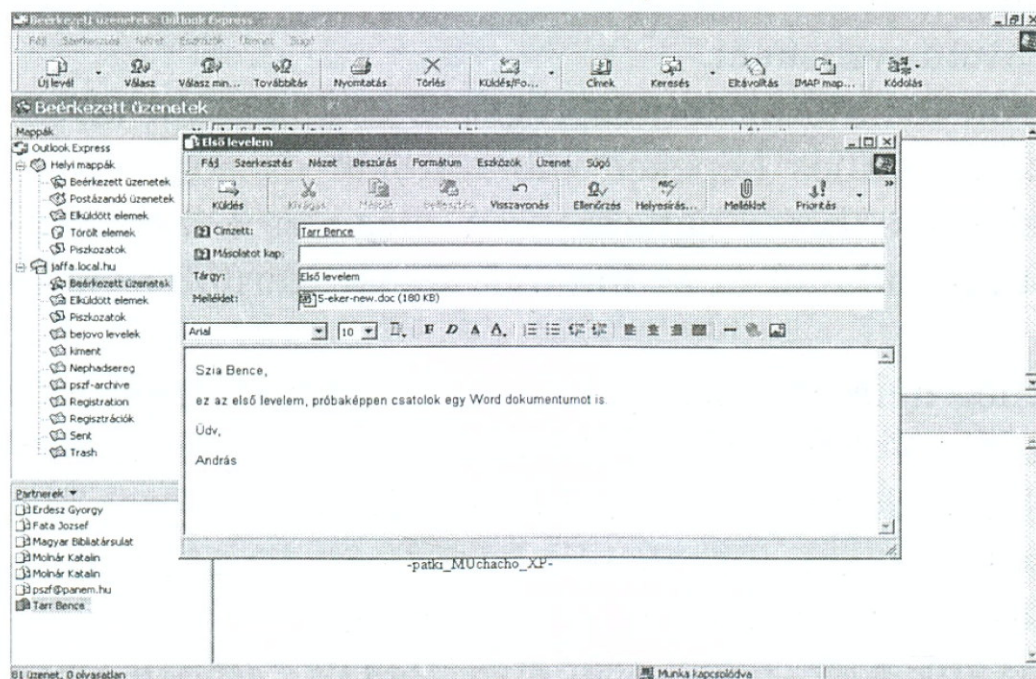 Beérkezett üzenetek - Outlook Express
Fájl Szerkesztés Nézet Eszközök Üzenet Súgó
Új levél Válasz Válasz min... Továbbítás Nyomtatás Törlés Küldés/Fo... Címek Keresés Eltávolítás IMAP map... Kódolás
Beérkezett üzenetek
Mappák
Outlook Express
Helyi mappák
Beérkezett üzenetek
Postázandó üzenetek
Elküldött elemek
Törölt elemek
Piszkozatok
jaffa.local.hu
Beérkezett üzenetek
Elküldött elemek
Piszkozatok
bejovo levelek
kiment
Nephadsereg
pszf-archive
Registration
Regisztrációk
Sent
Trash
Partnerek
Erdesz Gyorgy
Fata Jozsef
Magyar Bibliatársulat
Molnár Katalin
Molnár Katalin
pszf@panem.hu
Tarr Bence
Első levelem
Fájl Szerkesztés Nézet Beszúrás Formátum Eszközök Üzenet Súgó
Küldés Kivágás Másolás Beillesztés Visszavonás Ellenőrzés Helyesírás... Melléklet Prioritás
Címzett: Tarr Bence
Másolatot kap:
Tárgy: Első levelem
Melléklet: 5-eker-new.doc (180 KB)
Arial 10 F D A A
Szia Bence,
ez az első levelem, próbaképpen csatolok egy Word dokumentumot is.
Üdv,
András
-patki_MUchacho_XP-
81 üzenet, 0 olvasatlan Munka kapcsolódva